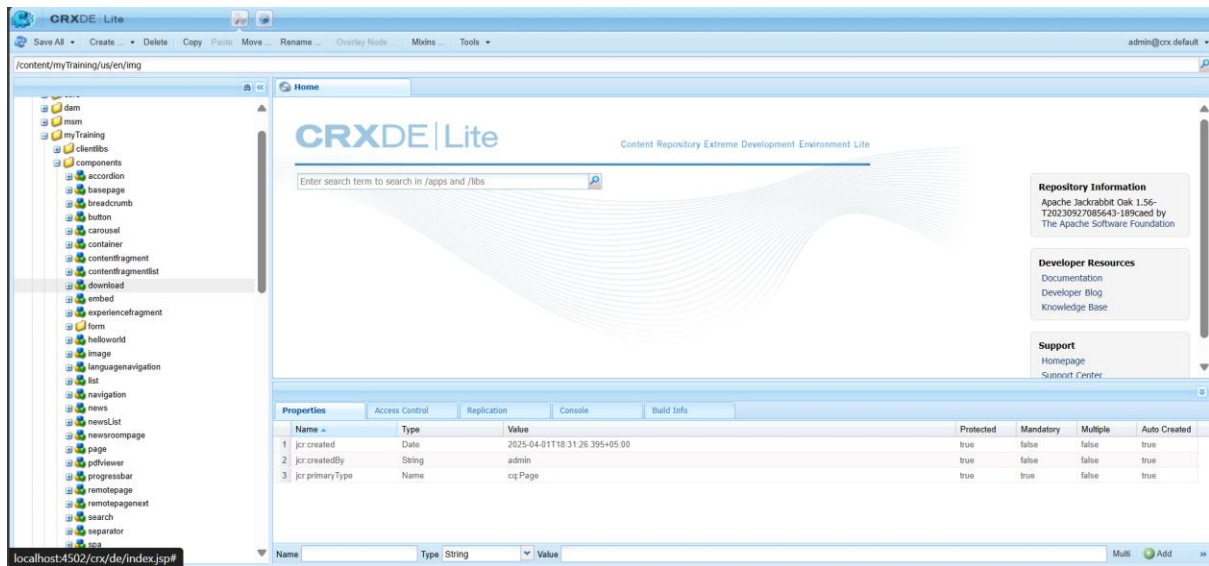 CRXDE Lite
Save All Create ... Delete Copy Paste Move ... Rename ... Overlay Node ... Mixins ... Tools admin@crx.default
/content/myTraining/us/en/img
Home
dam
msm
myTraining
clientlibs
components
accordion
basepage
breadcrumb
button
carousel
container
contentfragment
contentfragmentlist
download
embed
experiencefragment
form
helloworld
image
languagenavigation
list
navigation
news
newsList
newsroompage
page
pdfviewer
progressbar
remotepage
remotepagenext
search
separator
spa
localhost:4502/crx/de/index.jsp#
CRXDE | Lite
Content Repository Extreme Development Environment Lite
Enter search term to search in /apps and /libs
Repository Information
Apache Jackrabbit Oak 1.56-
T20230927085643-189caed by
The Apache Software Foundation
Developer Resources
Documentation
Developer Blog
Knowledge Base
Support
Homepage
Support Center
Properties Access Control Replication Console Build Info
Name Type Value Protected Mandatory Multiple Auto Created
1 jcr:created Date 2025-04-01T18:31:26.395+05:00 true false false true
2 jcr:createdBy String admin true false false true
3 jcr:primaryType Name cq:Page true true false true
Name Type String Value Multi Add